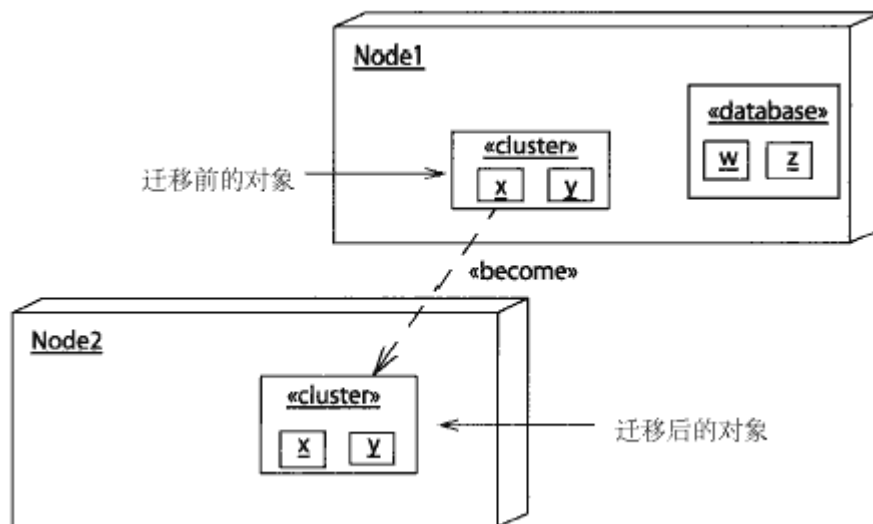 Node1
«database»
w z
«cluster»
x y
迁移前的对象
«become»
Node2
«cluster»
x y
迁移后的对象